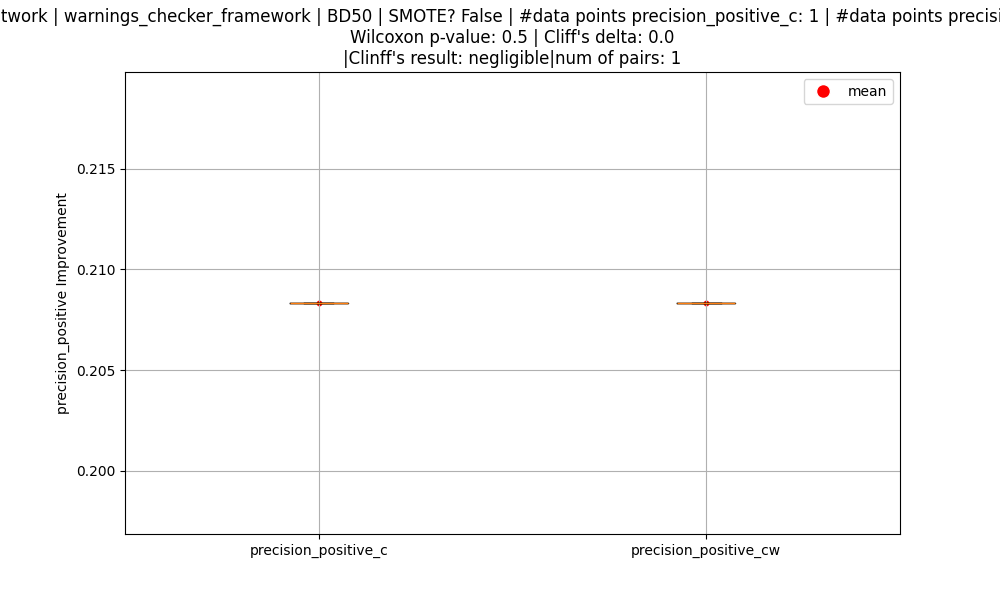 | warnings_checker_framework | BD50 | SMOTE? False | #data points precision_positive_c: 1 | #data points
Wilcoxon p-value: 0.5 | Cliff's delta: 0.0
|Clinff's result: negligible|num of pairs: 1
mean
0.215
0.210
0.205
0.200
precision_positive Improvement
precision_positive_c
precision_positive_cw